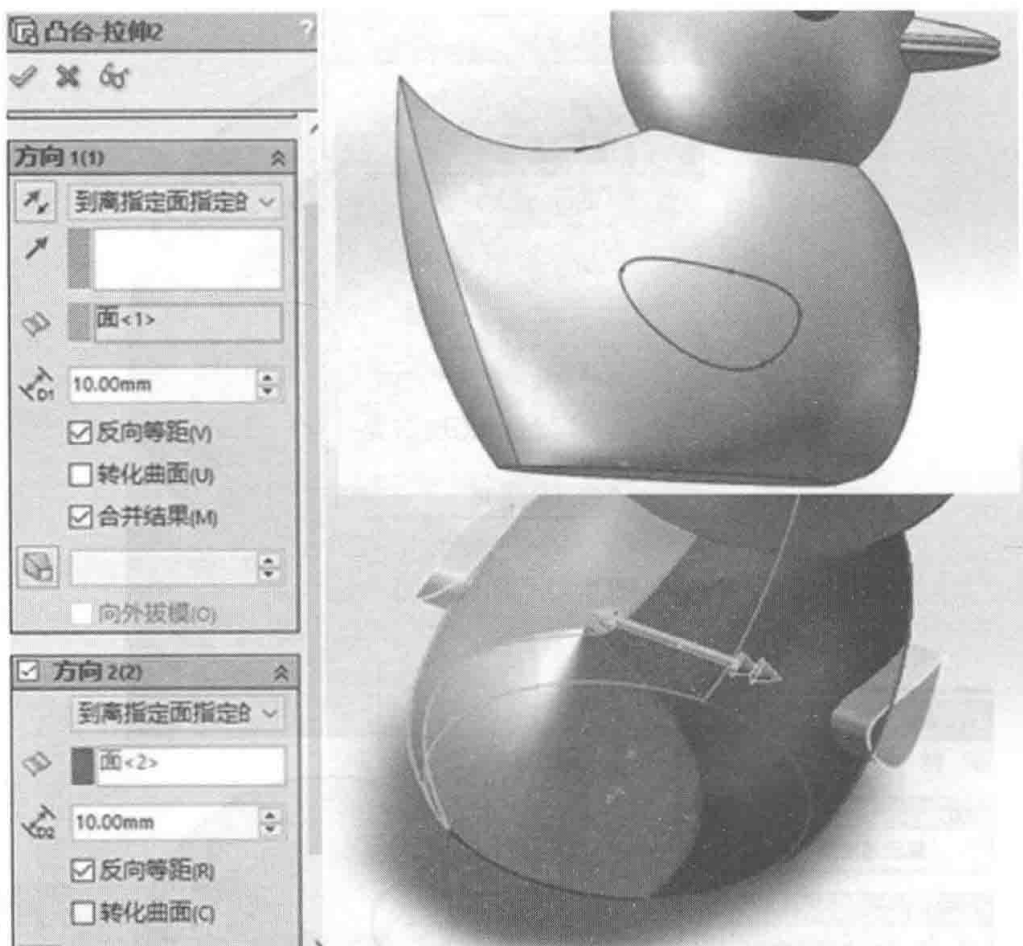 凸台-拉伸2
?
方向 1(1)
到离指定面指定的
面<1>
D1
10.00mm
反向等距(V)
转化曲面(U)
合并结果(M)
向外拔模(O)
方向 2(2)
到离指定面指定的
面<2>
D2
10.00mm
反向等距(R)
转化曲面(C)